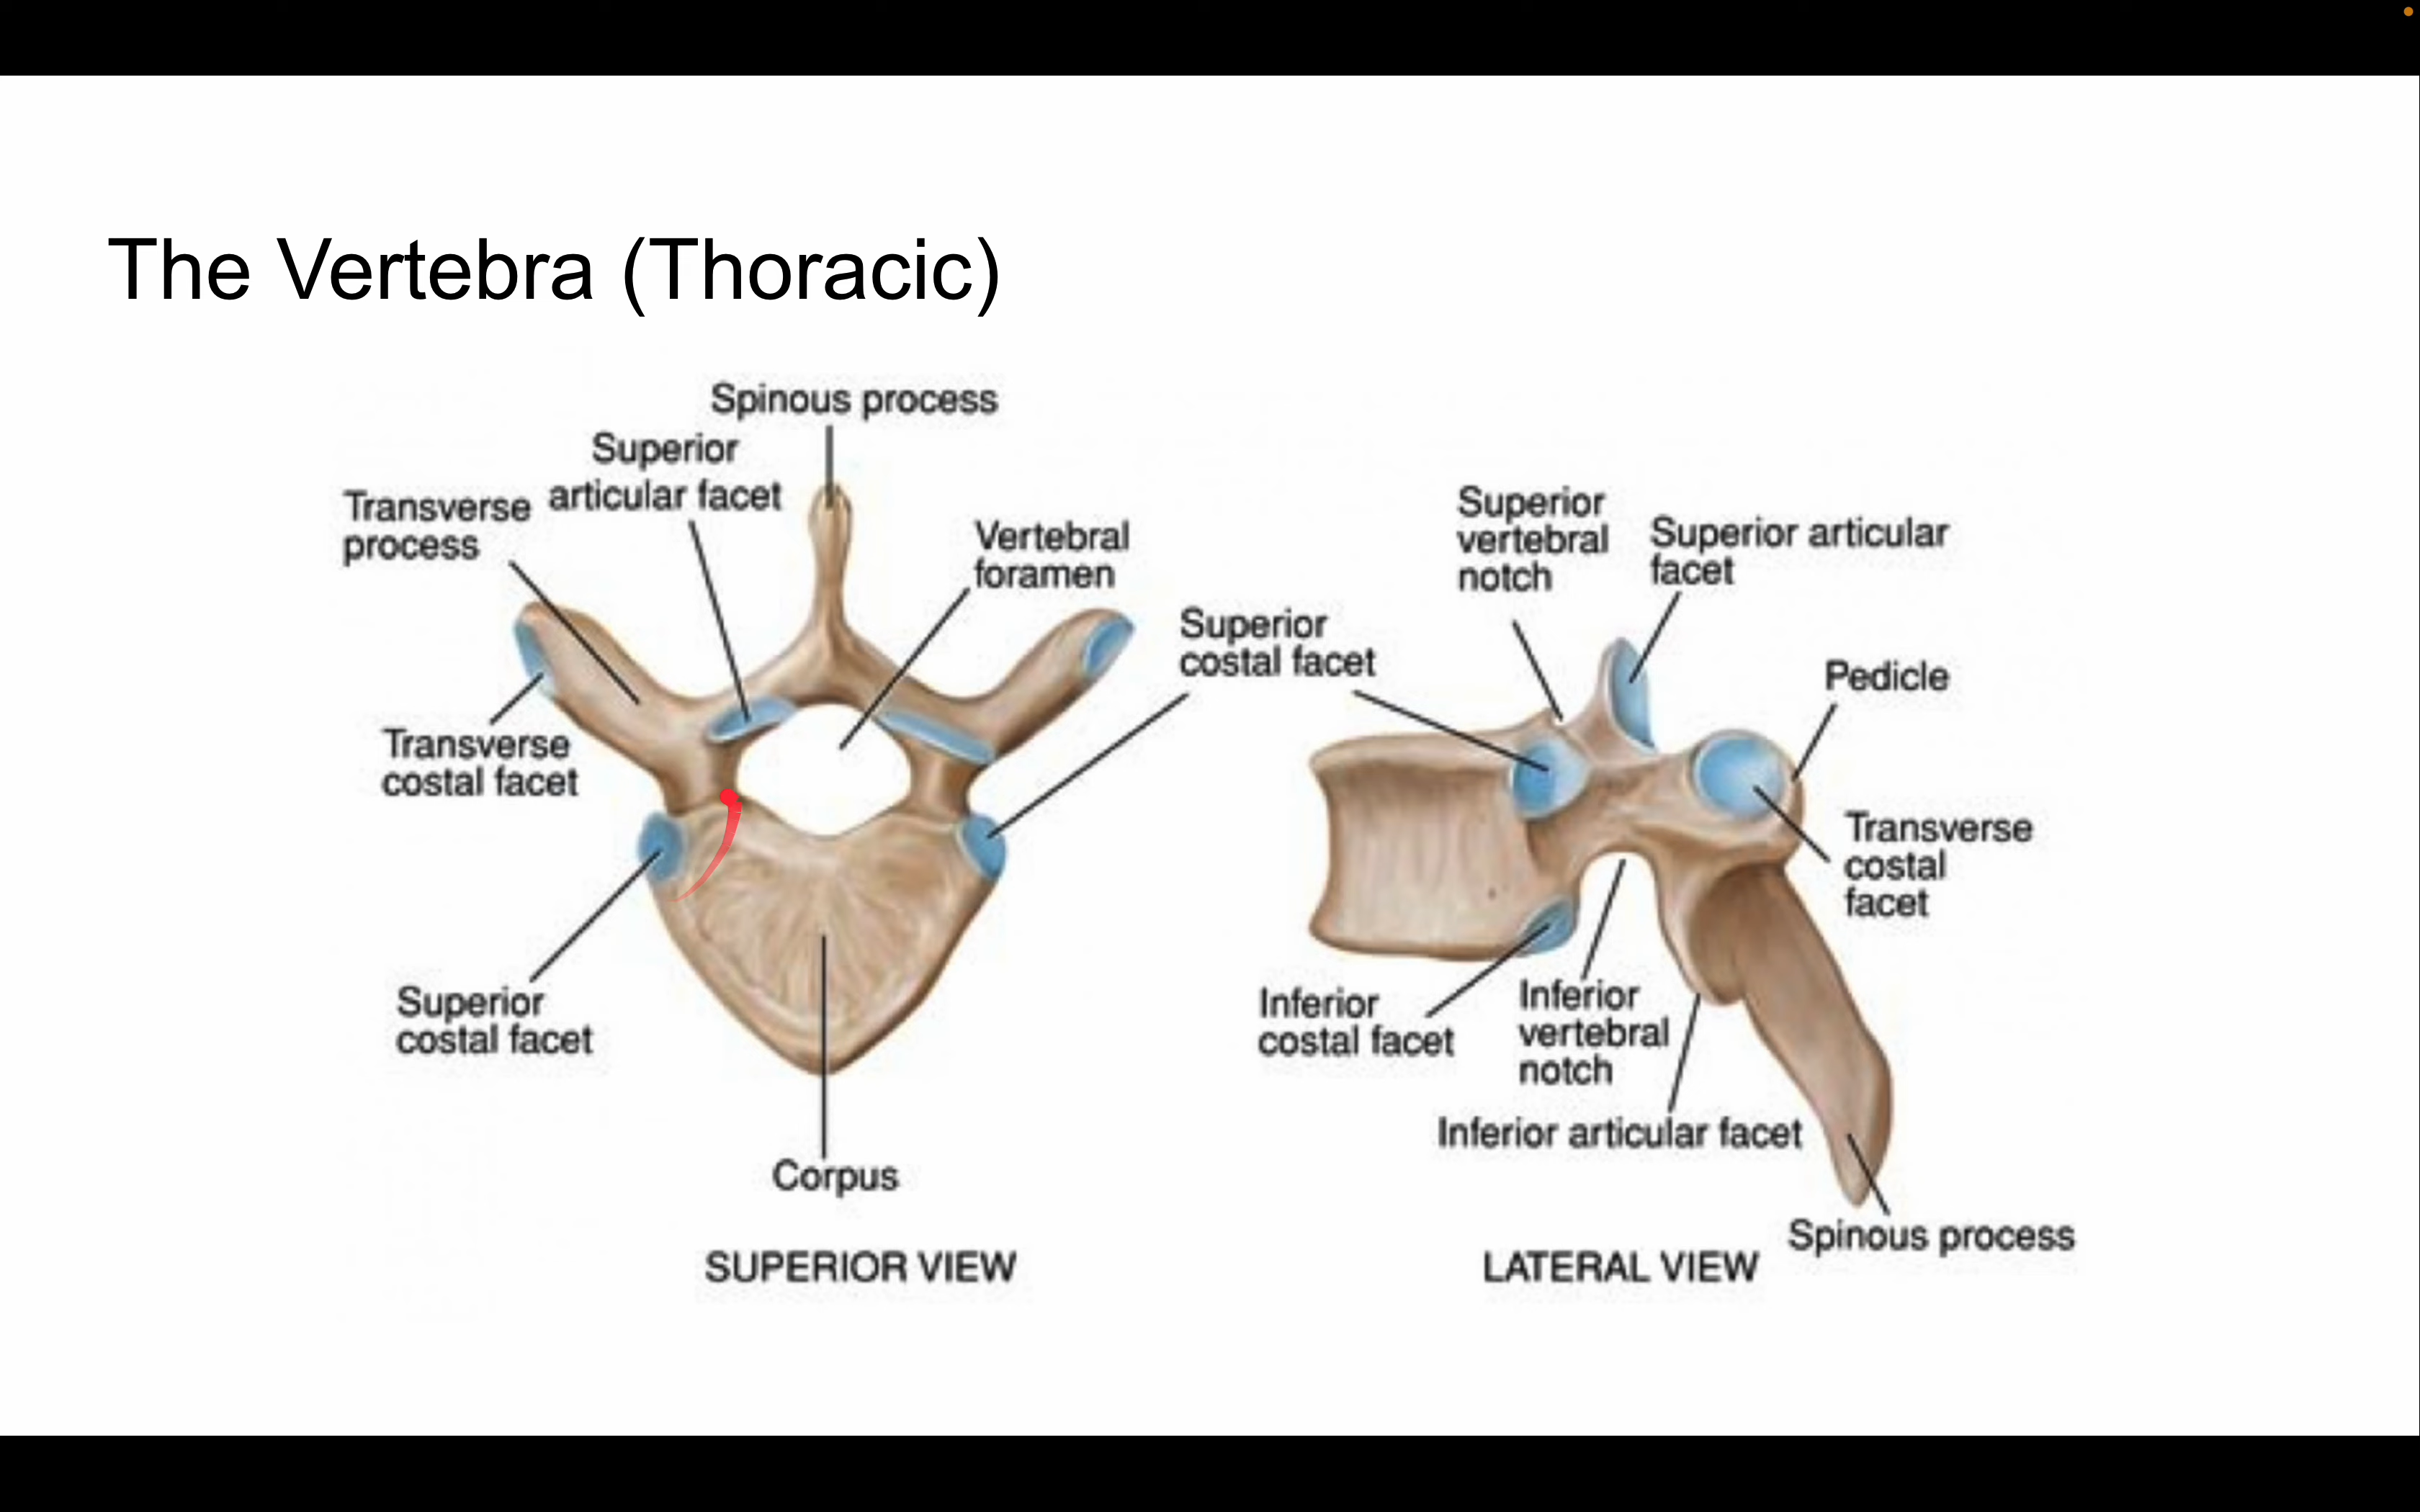 The Vertebra (Thoracic)
Spinous process
Superior
articular facet
Transverse
process
Vertebral
foramen
Superior
costal facet
Transverse
costal facet
Superior
costal facet
Corpus
SUPERIOR VIEW
Superior
vertebral
notch
Superior articular
facet
Pedicle
Transverse
costal
facet
Inferior
costal facet
Inferior
vertebral
notch
Inferior articular facet
Spinous process
LATERAL VIEW